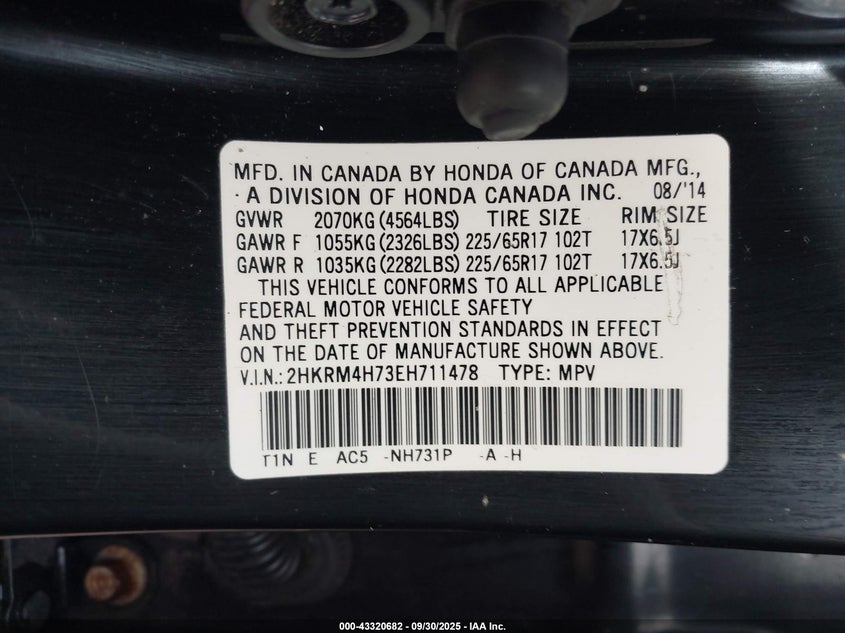 MFD. IN CANADA BY HONDA OF CANADA MFG.,
A DIVISION OF HONDA CANADA INC. 08/'14
GVWR 2070KG (4564LBS) TIRE SIZE RIM SIZE
GAWR F 1055KG (2326LBS) 225/65R17 102T 17X6.5J
GAWR R 1035KG (2282LBS) 225/65R17 102T 17X6.5J
THIS VEHICLE CONFORMS TO ALL APPLICABLE
FEDERAL MOTOR VEHICLE SAFETY
AND THEFT PREVENTION STANDARDS IN EFFECT
ON THE DATE OF MANUFACTURE SHOWN ABOVE.
V.I.N.: 2HKRM4H73EH711478 TYPE: MPV
T1N E AC5 -NH731P -A -H
000-43320682 - 09/30/2025 - IAA Inc.